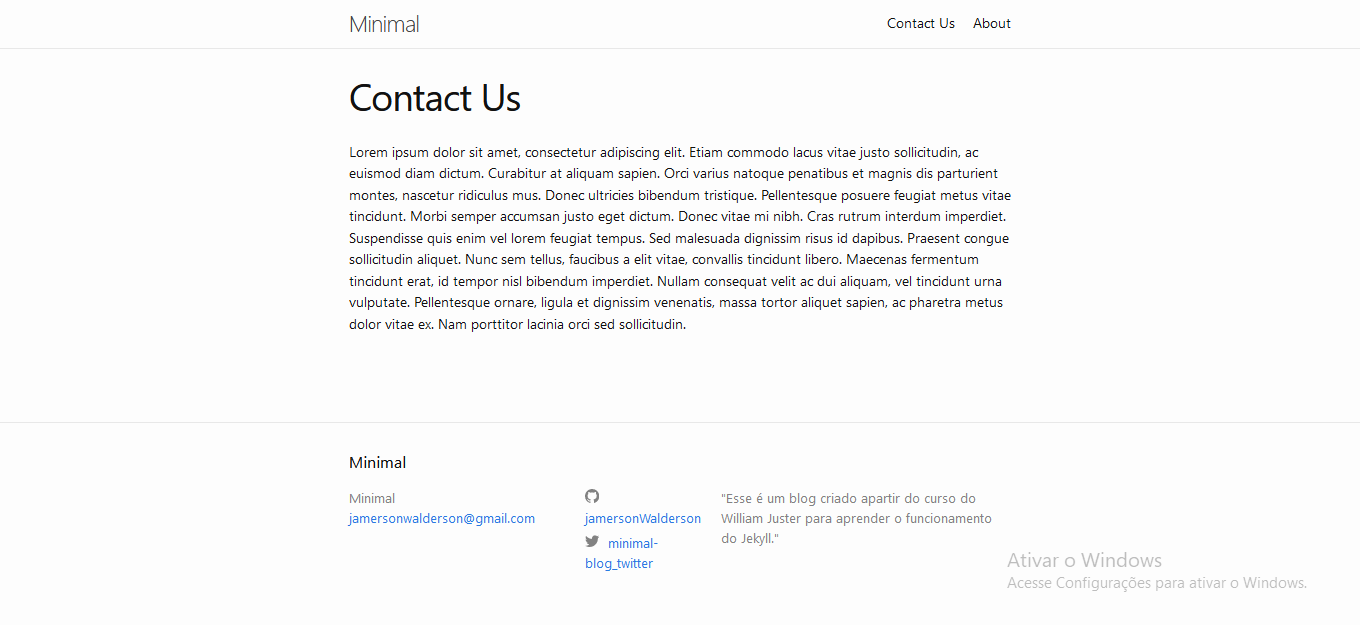 Minimal
Contact Us
About
Contact Us
Lorem ipsum dolor sit amet, consectetur adipiscing elit. Etiam commodo lacus vitae justo sollicitudin, ac
euismod diam dictum. Curabitur at aliquam sapien. Orci varius natoque penatibus et magnis dis parturient
montes, nascetur ridiculus mus. Donec ultricies bibendum tristique. Pellentesque posuere feugiat metus vitae
tincidunt. Morbi semper accumsan justo eget dictum. Donec vitae mi nibh. Cras rutrum interdum imperdiet.
Suspendisse quis enim vel lorem feugiat tempus. Sed malesuada dignissim risus id dapibus. Praesent congue
sollicitudin aliquet. Nunc sem tellus, faucibus a elit vitae, convallis tincidunt libero. Maecenas fermentum
tincidunt erat, id tempor nisl bibendum imperdiet. Nullam consequat velit ac dui aliquam, vel tincidunt urna
vulputate. Pellentesque ornare, ligula et dignissim venenatis, massa tortor aliquet sapien, ac pharetra metus
dolor vitae ex. Nam porttitor lacinia orci sed sollicitudin.
Minimal
Minimal
jamersonwalderson@gmail.com
jamersonWalderson
minimal-
blog_twitter
"Esse é um blog criado apartir do curso do
William Juster para aprender o funcionamento
do Jekyll."
Ativar o Windows
Acesse Configurações para ativar o Windows.